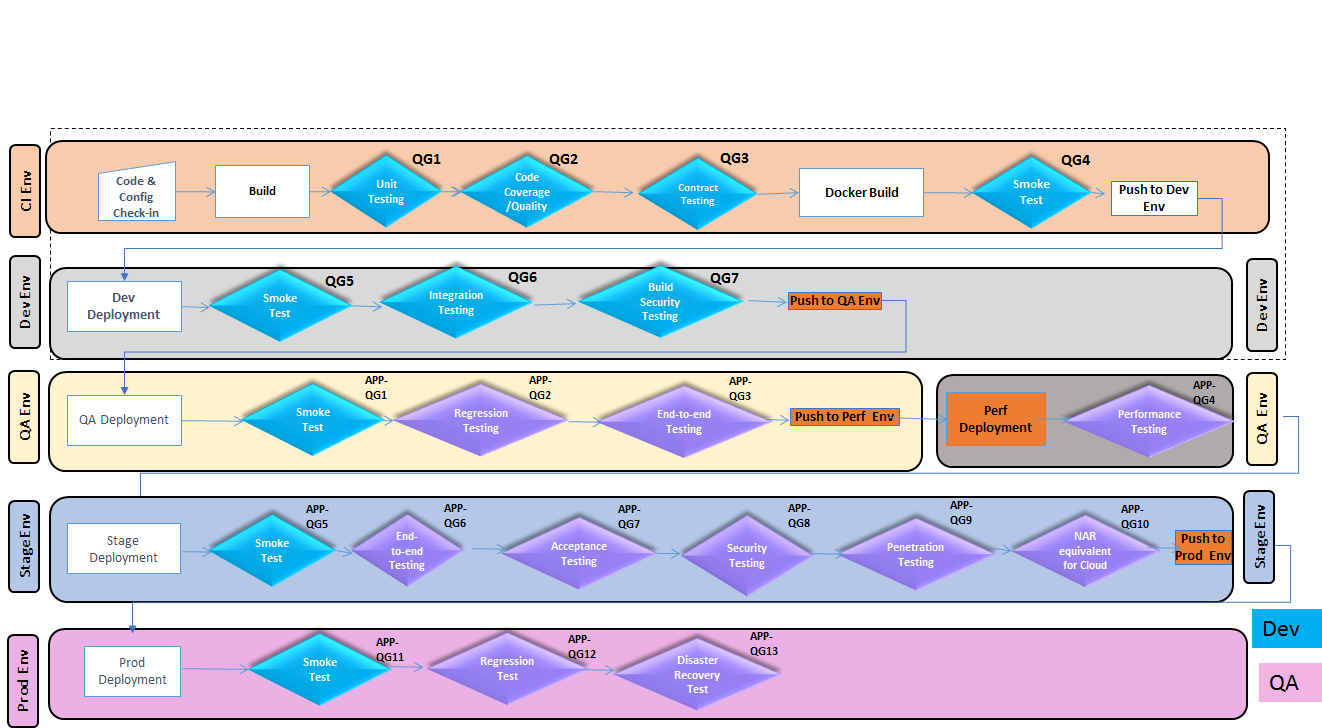 CI Env
Code &
Config
Check-in
Build
Unit
Testing
QG1
Code
Coverage
/Quality
QG2
Contract
Testing
QG3
Docker Build
Smoke
Test
QG4
Push to Dev
Env
Dev Env
Dev
Deployment
Smoke
Test
QG5
Integration
Testing
QG6
Build
Security
Testing
QG7
Push to QA Env
Dev Env
QA Env
QA Deployment
Smoke
Test
APP-
QG1
Regression
Testing
APP-
QG2
End-to-end
Testing
APP-
QG3
Push to Perf Env
Perf
Deployment
Performance
Testing
APP-
QG4
QA Env
Stage Env
Stage
Deployment
Smoke
Test
APP-
QG5
End-
to-end
Testing
APP-
QG6
Acceptance
Testing
APP-
QG7
Security
Testing
APP-
QG8
Penetration
Testing
APP-
QG9
NAR
equivalent
for Cloud
APP-
QG10
Push to
Prod Env
Stage Env
Prod Env
Prod
Deployment
Smoke
Test
APP-
QG11
Regression
Test
APP-
QG12
Disaster
Recovery
Test
APP-
QG13
Dev
QA